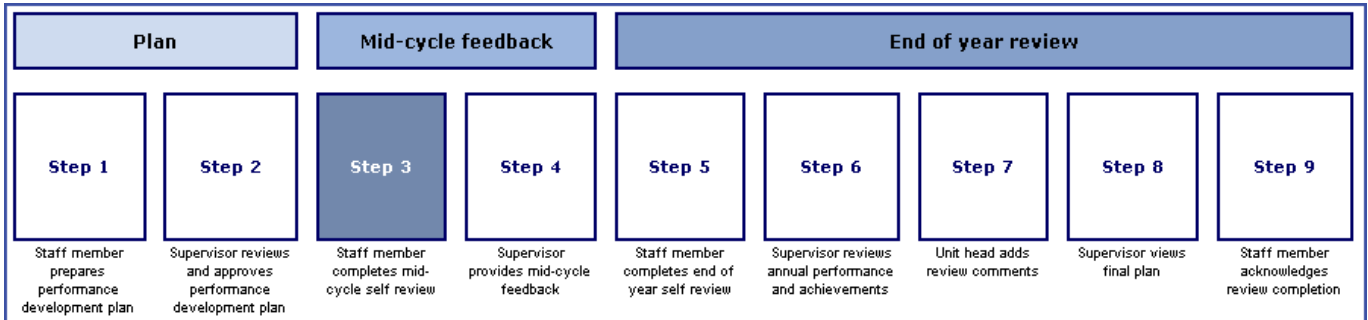 Plan
Mid-cycle feedback
End of year review
Step 1
Step 2
Step 3
Step 4
Step 5
Step 6
Step 7
Step 8
Step 9
Staff member
prepares
performance
development plan
Supervisor reviews
and approves
performance
development plan
Staff member
completes mid-
cycle self review
Supervisor
provides mid-cycle
feedback
Staff member
completes end of
year self review
Supervisor reviews
annual performance
and achievements
Unit head adds
review comments
Supervisor views
final plan
Staff member
acknowledges
review completion